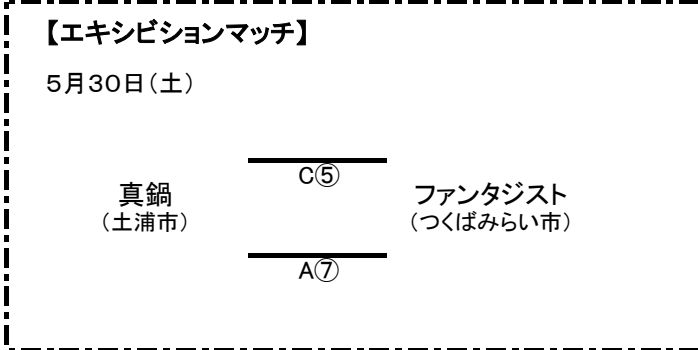 【エキシビションマッチ】
５月３０日（土）
C⑤
真鍋
ファンタジスト
（土浦市）
（つくばみらい市）
A⑦